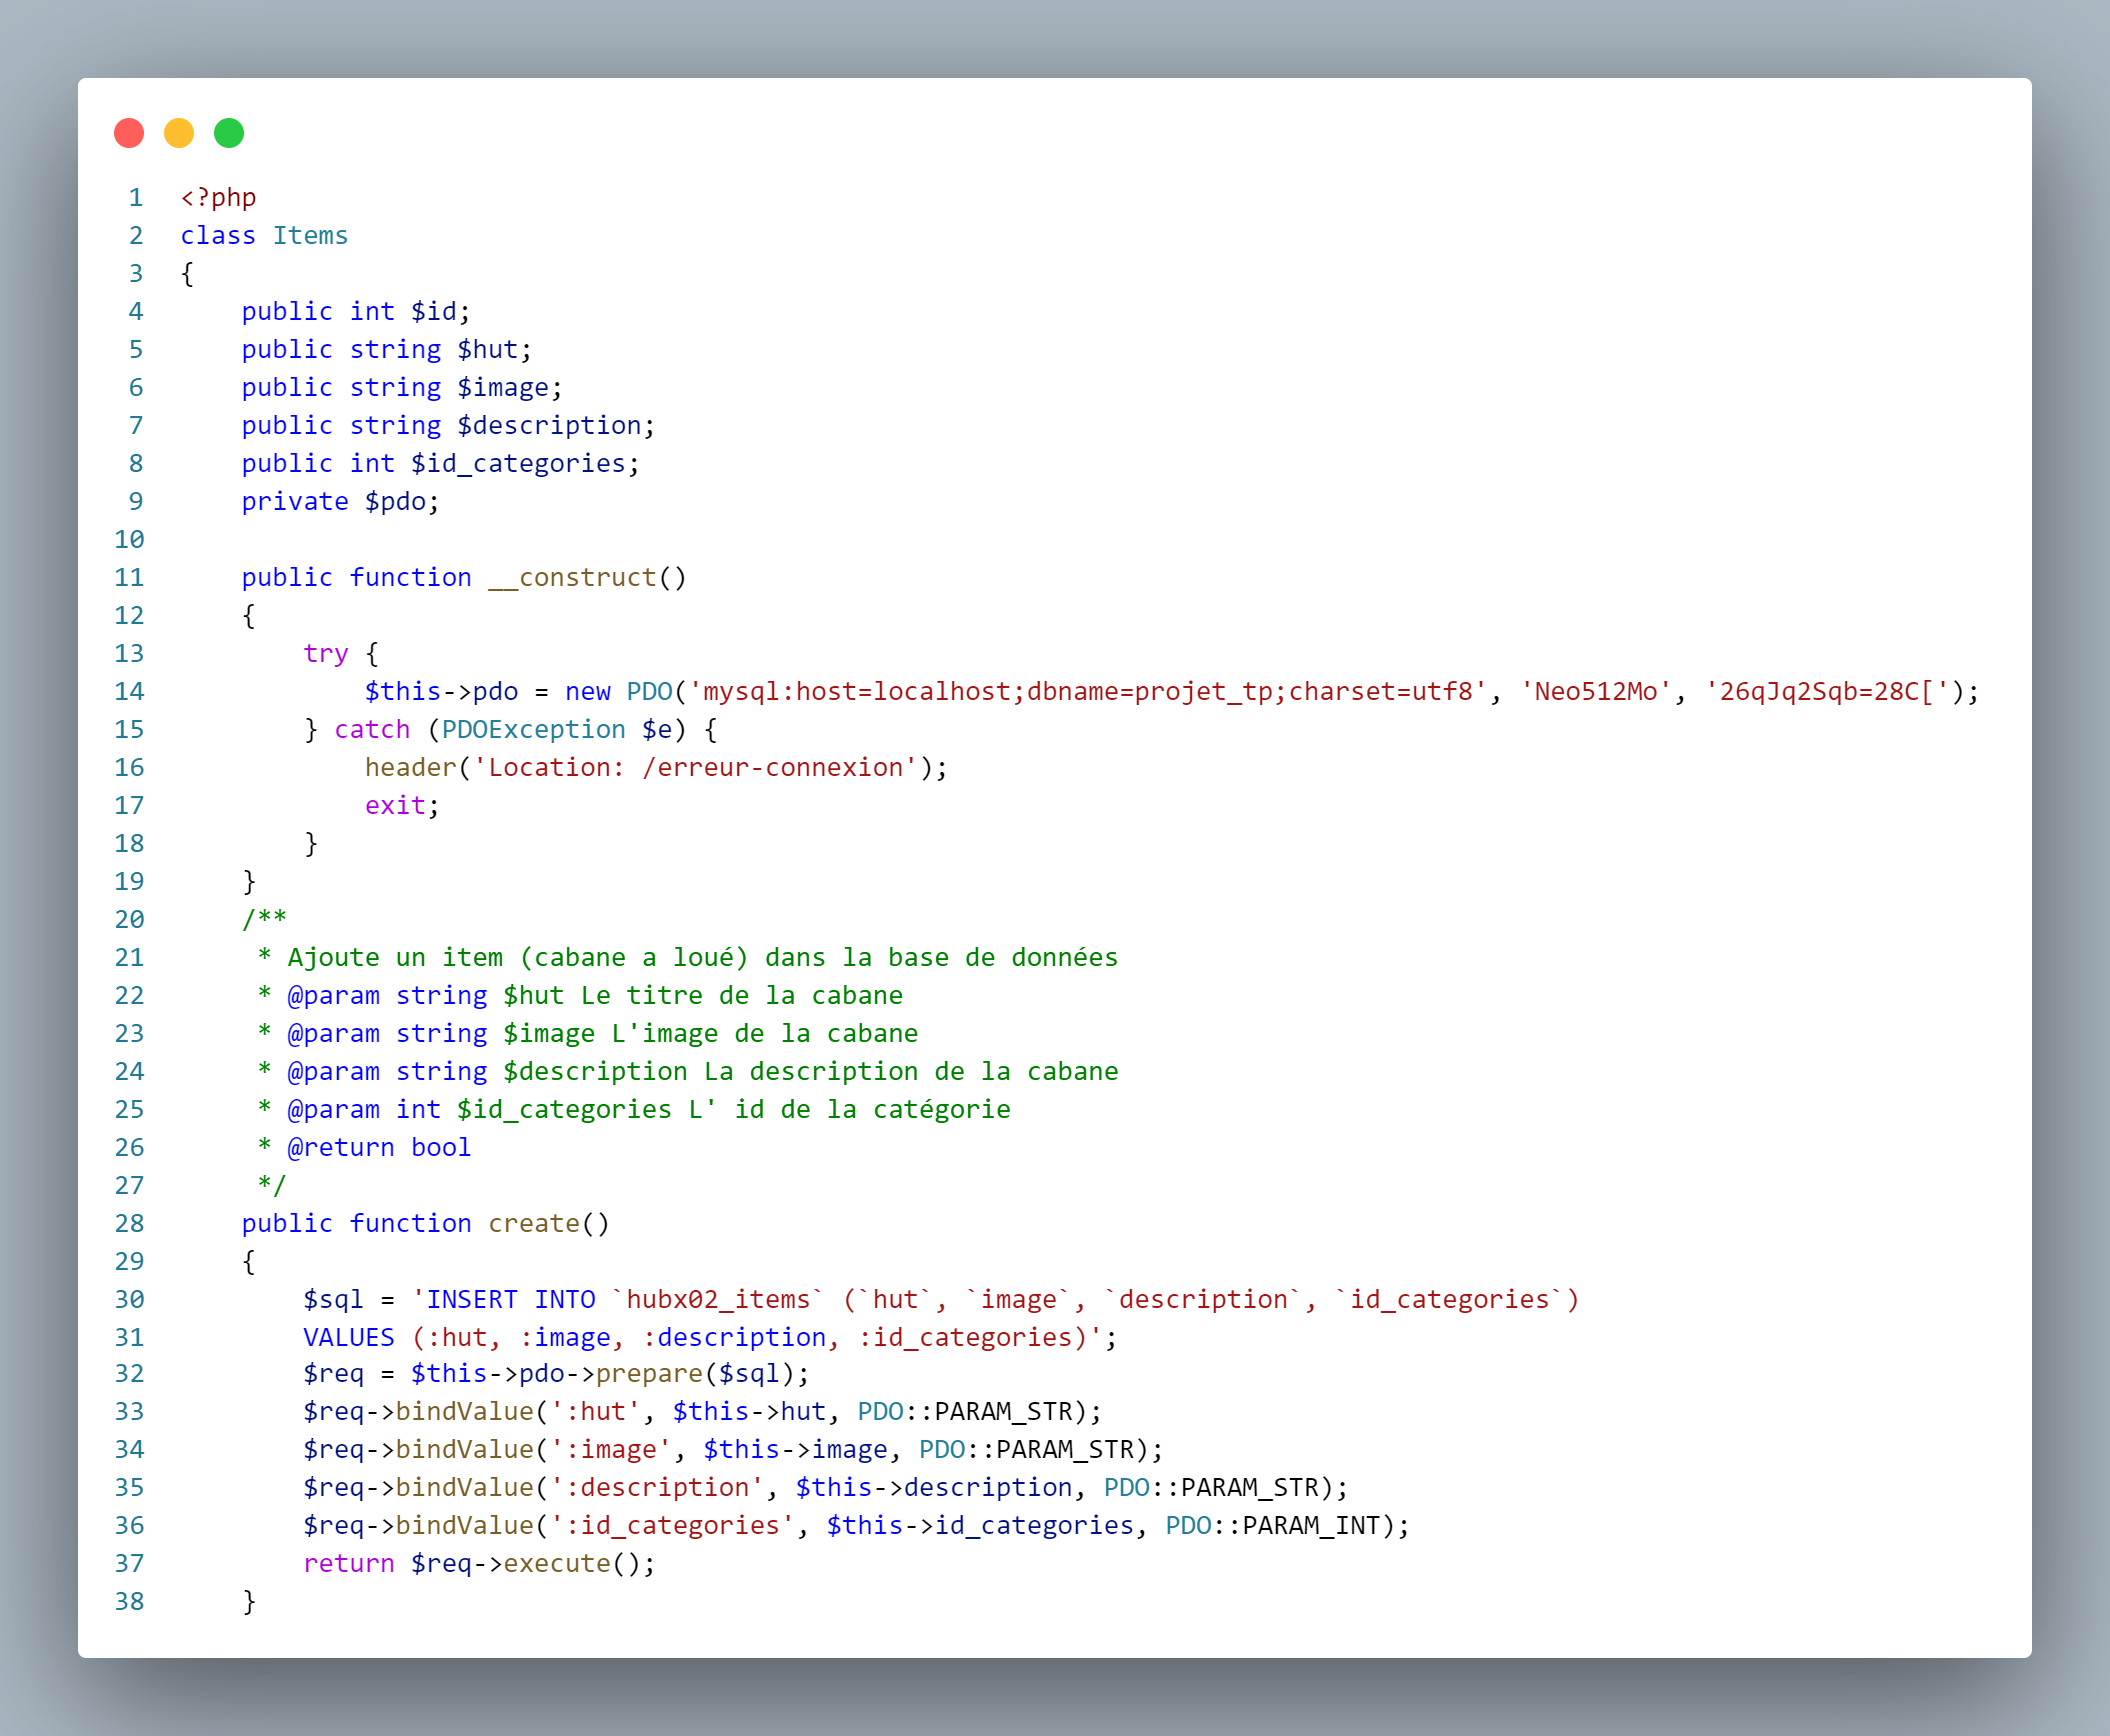 1 <?php
2 class Items
3 {
4     public int $id;
5     public string $hut;
6     public string $image;
7     public string $description;
8     public int $id_categories;
9     private $pdo;
10
11     public function __construct()
12     {
13         try {
14             $this->pdo = new PDO('mysql:host=localhost;dbname=projet_tp;charset=utf8', 'Neo512Mo', '26qJq2Sqb=28C[');
15         } catch (PDOException $e) {
16             header('Location: /erreur-connexion');
17             exit;
18         }
19     }
20     /**
21      * Ajoute un item (cabane a loué) dans la base de données
22      * @param string $hut Le titre de la cabane
23      * @param string $image L'image de la cabane
24      * @param string $description La description de la cabane
25      * @param int $id_categories L' id de la catégorie
26      * @return bool
27      */
28     public function create()
29     {
30         $sql = 'INSERT INTO `hubx02_items` (`hut`, `image`, `description`, `id_categories`)
31         VALUES (:hut, :image, :description, :id_categories)';
32         $req = $this->pdo->prepare($sql);
33         $req->bindValue(':hut', $this->hut, PDO::PARAM_STR);
34         $req->bindValue(':image', $this->image, PDO::PARAM_STR);
35         $req->bindValue(':description', $this->description, PDO::PARAM_STR);
36         $req->bindValue(':id_categories', $this->id_categories, PDO::PARAM_INT);
37         return $req->execute();
38     }